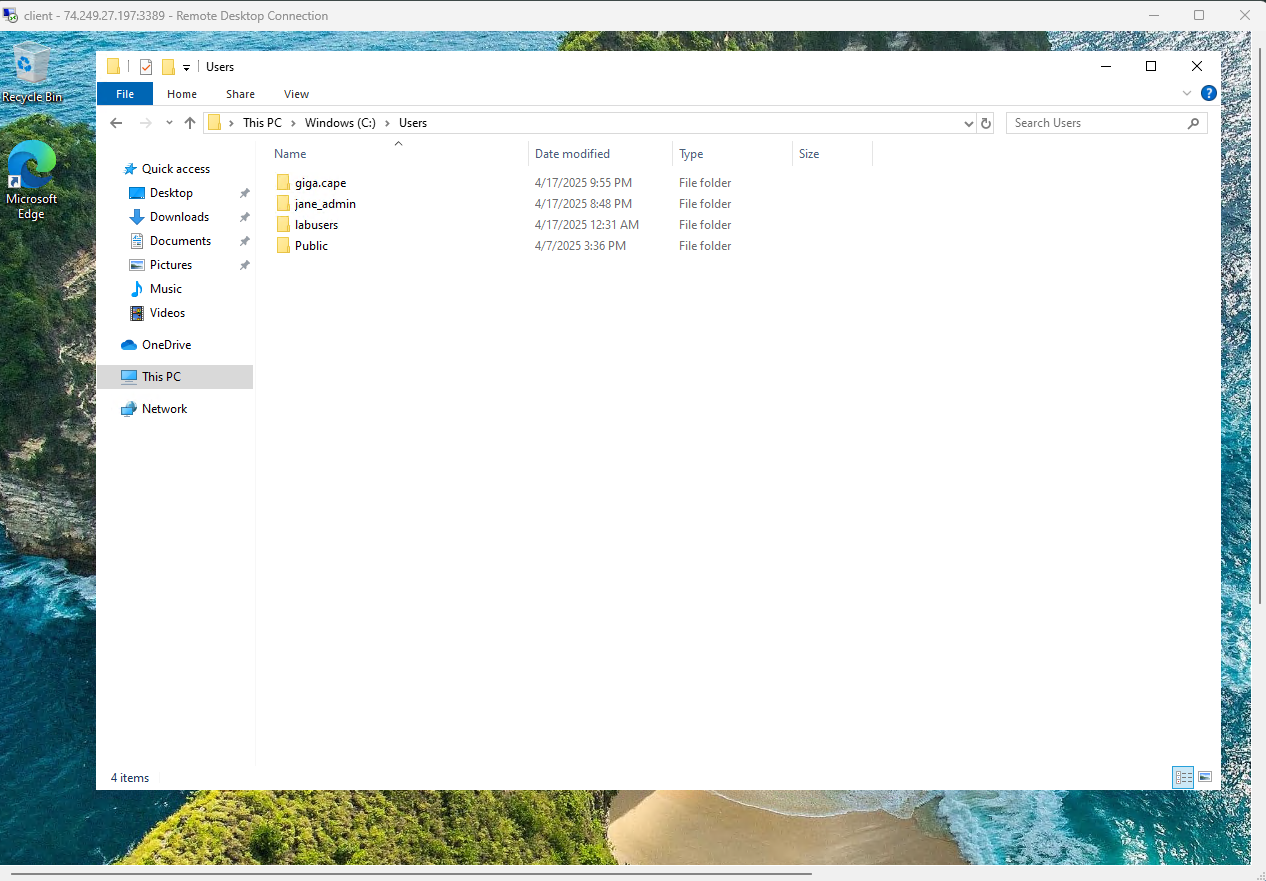 client - 74.249.27.197:3389 - Remote Desktop Connection
Recycle Bin
Microsoft
Edge
Users
File Home Share View
This PC Windows (C:) Users
Search Users
Quick access
Desktop
Downloads
Documents
Pictures
Music
Videos
OneDrive
This PC
Network
Name Date modified Type Size
giga.cape 4/17/2025 9:55 PM File folder
jane_admin 4/17/2025 8:48 PM File folder
labusers 4/17/2025 12:31 AM File folder
Public 4/7/2025 3:36 PM File folder
4 items